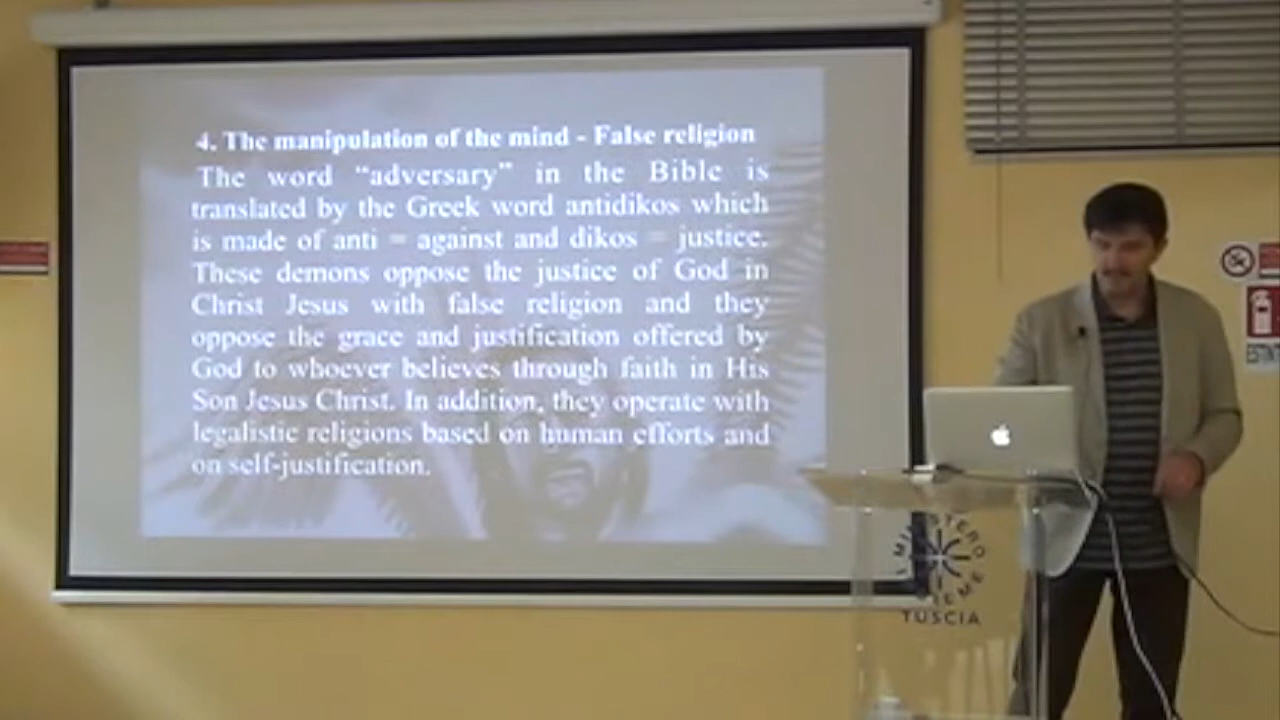 4. The manipulation of the mind - False religion
The word “adversary” in the Bible is
translated by the Greek word antidikos which
is made of anti = against and dikos = justice.
These demons oppose the justice of God in
Christ Jesus with false religion and they
oppose the grace and justification offered by
God to whoever believes through faith in His
Son Jesus Christ. In addition, they operate with
legalistic religions based on human efforts and
on self-justification.
TUSCIA